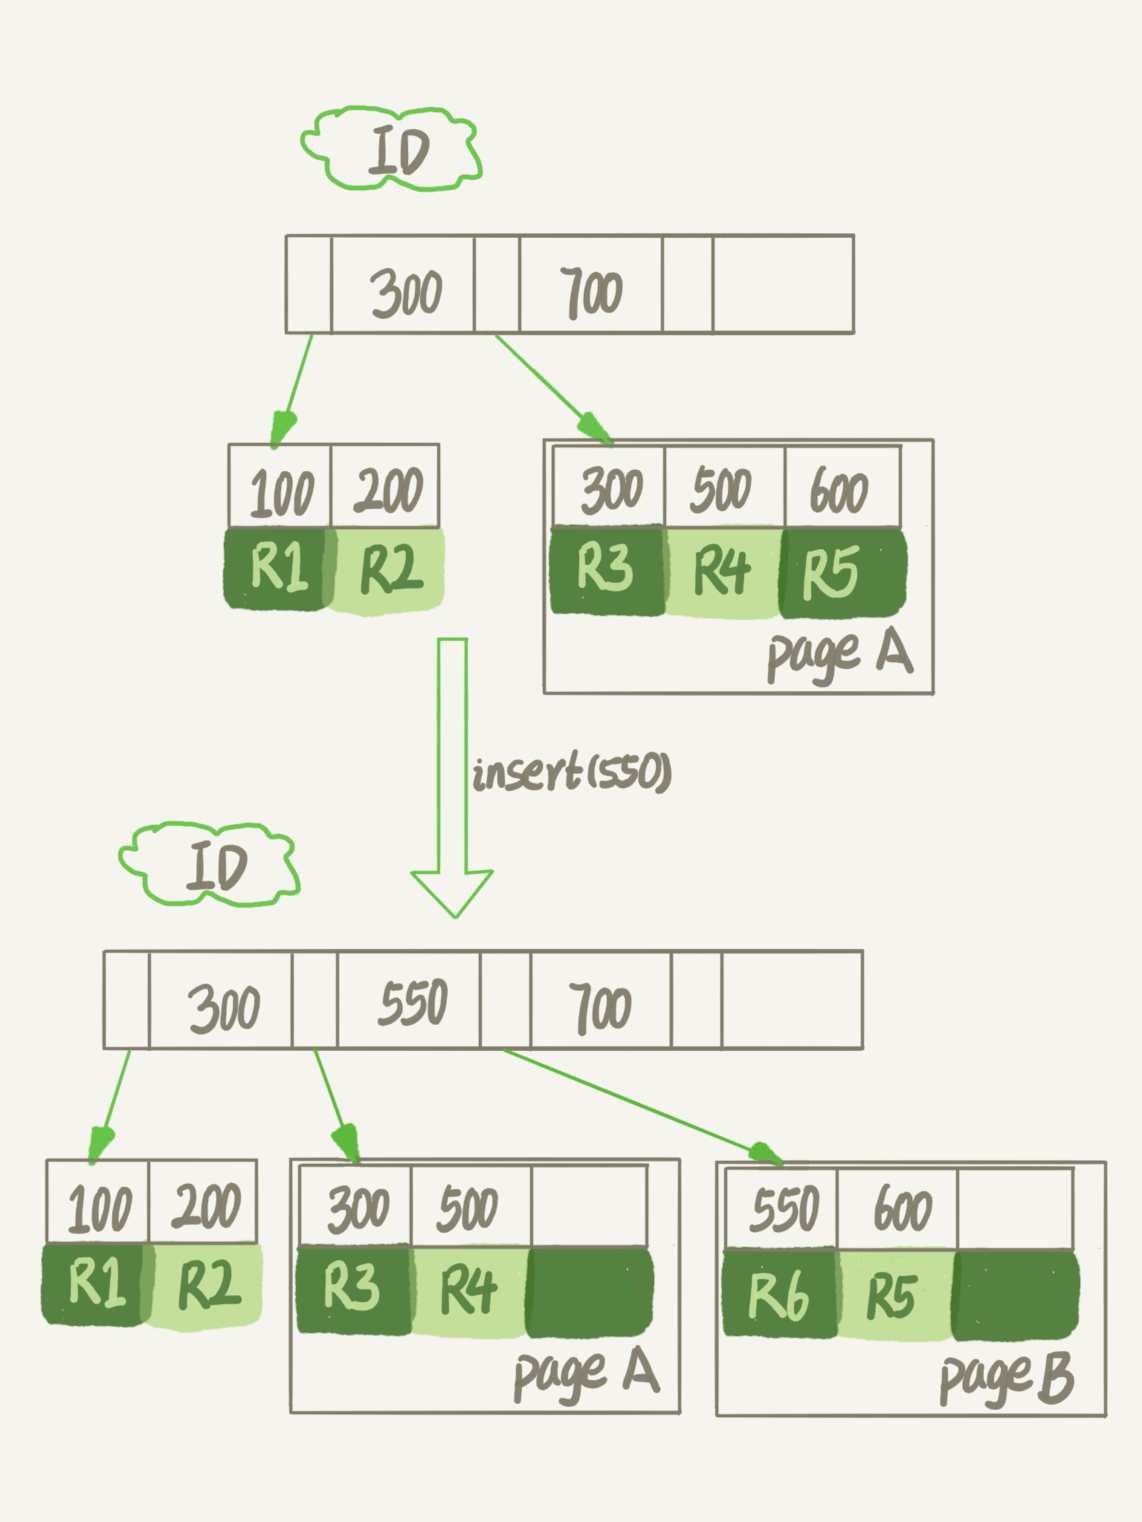 ID
300 700
100 200 300 500 600
R1 R2 R3 R4 R5
page A
insert(550)
ID
300 550 700
100 200 300 500 550 600
R1 R2 R3 R4 R6 R5
page A page B